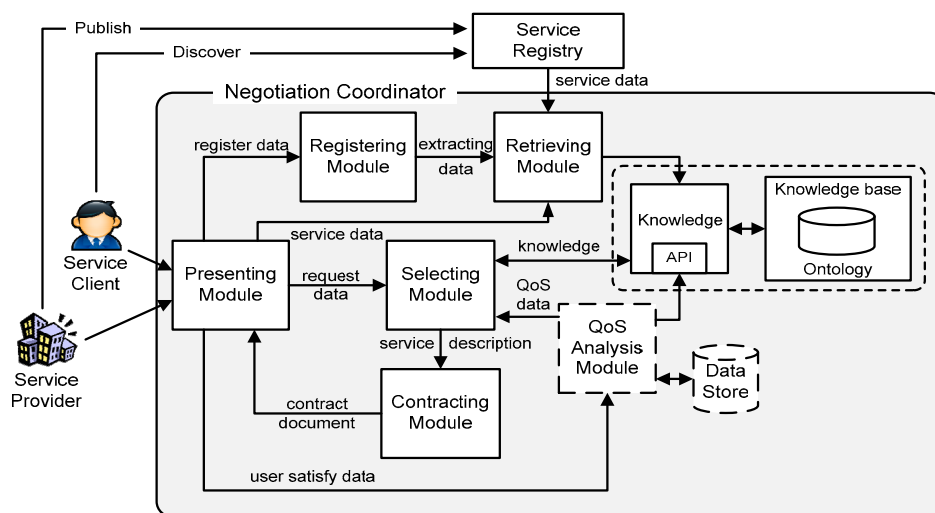 Publish
Service
Registry
Discover
service data
Negotiation Coordinator
register data
Registering
Module
extracting
data
Retrieving
Module
Knowledge base
Ontology
Knowledge
API
service data
knowledge
Service
Client
Presenting
Module
request
data
Selecting
Module
QoS
data
QoS
Analysis
Module
Data
Store
service description
Service
Provider
contract
document
Contracting
Module
user satisfy data